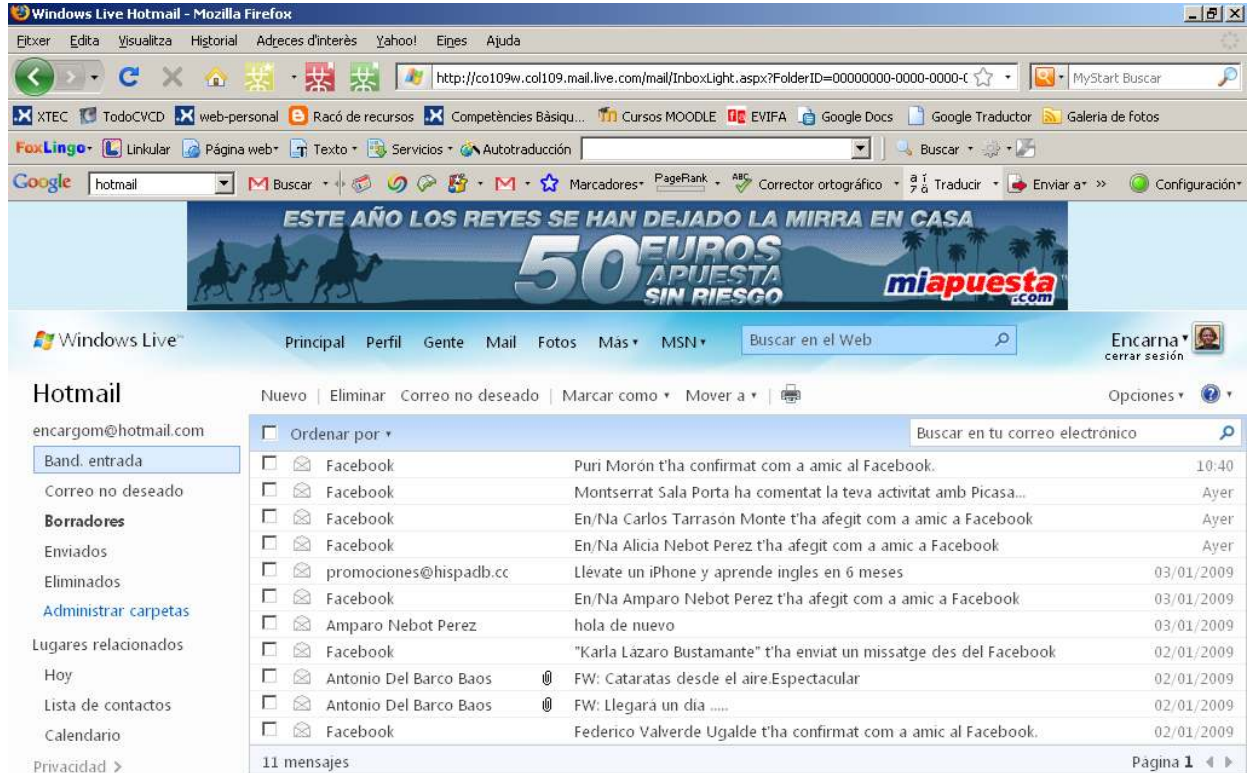 Windows Live Hotmail - Mozilla Firefox
Fitxer Edita Visualitza Historial Adreces d'interès Yahoo! Eines Ajuda
http://co109w.col109.mail.live.com/mail/InboxLight.aspx?FolderID=00000000-0000-0000-( MyStart Buscar
XTEC TodoCVCD web-personal Racó de recursos Competències Bàsiqu... Cursos MOODLE EVIFA Google Docs Google Traductor Galeria de fotos
FoxLingo Linkular Página web Texto Servicios Autotraducción Buscar
Google hotmail Buscar Marcadores PageRank Corrector ortográfico Traducir Enviar a » Configuración
ESTE AÑO LOS REYES SE HAN DEJADO LA MIRRA EN CASA
50 EUROS
APUESTA
SIN RIESGO
miapuesta.com
Windows Live™ Principal Perfil Gente Mail Fotos Más MSN Buscar en el Web Encarna
cerrar sesión
Hotmail Nuevo | Eliminar Correo no deseado | Marcar como Mover a | Opciones
encargom@hotmail.com Ordenar por Buscar en tu correo electrónico
Band. entrada Facebook Puri Morón t'ha confirmat com a amic al Facebook. 10:40
Correo no deseado Facebook Montserrat Sala Porta ha comentat la teva activitat amb Picasa... Ayer
Borradores Facebook En/Na Carlos Tarrasón Monte t'ha afegit com a amic a Facebook Ayer
Enviados Facebook En/Na Alicia Nebot Perez t'ha afegit com a amic a Facebook Ayer
Eliminados promociones@hispadb.cc Llévate un iPhone y aprende ingles en 6 meses 03/01/2009
Administrar carpetas Facebook En/Na Amparo Nebot Perez t'ha afegit com a amic a Facebook 03/01/2009
Amparo Nebot Perez hola de nuevo 03/01/2009
Lugares relacionados Facebook "Karla Lázaro Bustamante" t'ha enviat un missatge des del Facebook 02/01/2009
Hoy Antonio Del Barco Baos FW: Cataratas desde el aire.Espectacular 02/01/2009
Lista de contactos Antonio Del Barco Baos FW: Llegará un día ..... 02/01/2009
Calendario Facebook Federico Valverde Ugalde t'ha confirmat com a amic al Facebook. 02/01/2009
Privacidad > 11 mensajes Página 1